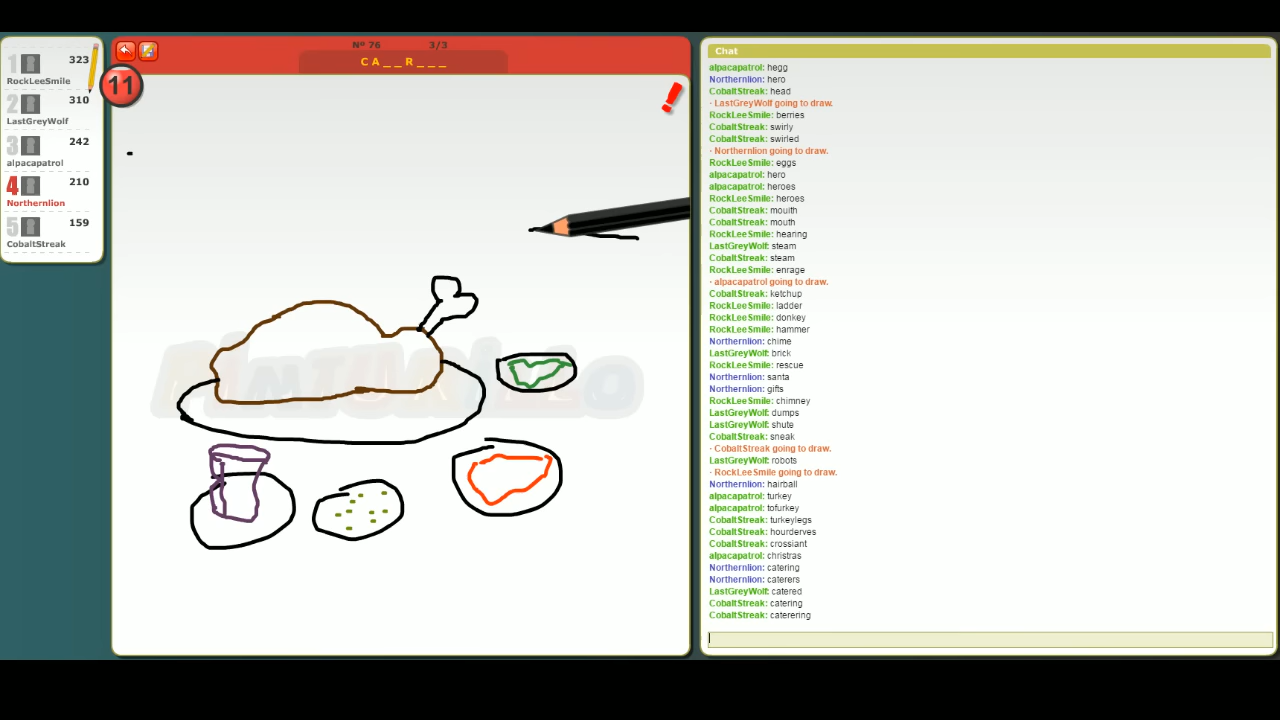 1
323
RockLeeSmile
2
310
LastGreyWolf
3
242
alpacapatrol
4
210
Northernlion
5
159
CobaltStreak
11
Nº 76 3/3
CA__R___
Chat
alpacapatrol: hegg
Northernlion: hero
CobaltStreak: head
· LastGreyWolf going to draw.
RockLeeSmile: berries
CobaltStreak: swirly
CobaltStreak: swirled
· Northernlion going to draw.
RockLeeSmile: eggs
alpacapatrol: hero
alpacapatrol: heroes
RockLeeSmile: heroes
CobaltStreak: mouith
CobaltStreak: mouth
RockLeeSmile: hearing
LastGreyWolf: steam
CobaltStreak: steam
RockLeeSmile: enrage
· alpacapatrol going to draw.
CobaltStreak: ketchup
RockLeeSmile: ladder
RockLeeSmile: donkey
RockLeeSmile: hammer
Northernlion: chime
LastGreyWolf: brick
RockLeeSmile: rescue
Northernlion: santa
Northernlion: gifts
RockLeeSmile: chimney
LastGreyWolf: dumps
LastGreyWolf: shute
CobaltStreak: sneak
· CobaltStreak going to draw.
LastGreyWolf: robots
· RockLeeSmile going to draw.
Northernlion: hairball
alpacapatrol: turkey
alpacapatrol: tofurkey
CobaltStreak: turkeylegs
CobaltStreak: hourderves
CobaltStreak: crossiant
alpacapatrol: christras
Northernlion: catering
Northernlion: caterers
LastGreyWolf: catered
CobaltStreak: catering
CobaltStreak: caterering